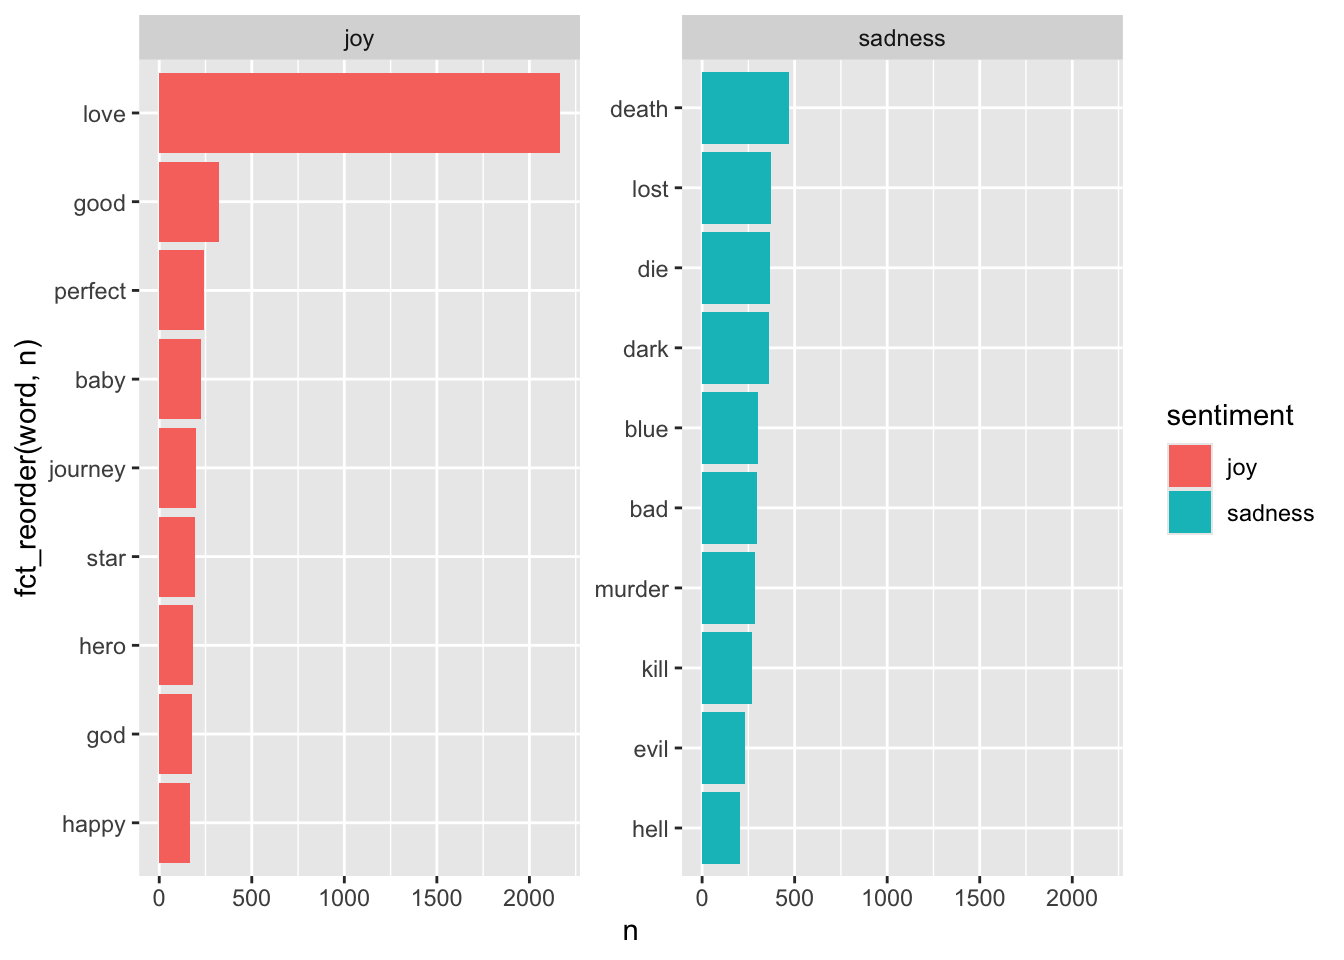 joy
sadness
love
good
perfect
baby
journey
star
hero
god
happy
death
lost
die
dark
blue
bad
murder
kill
evil
hell
0 500 1000 1500 2000
0 500 1000 1500 2000
n
fct_reorder(word, n)
sentiment
joy
sadness